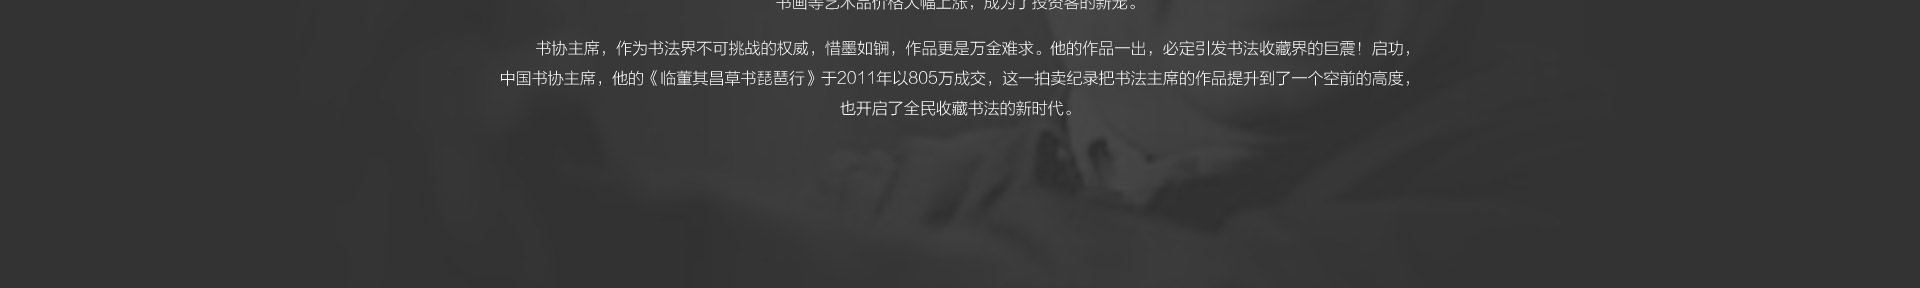 书画等艺术品价格大幅上涨，成为了投资客的新宠。
书协主席，作为书法界不可挑战的权威，惜墨如锎，作品更是万金难求。他的作品一出，必定引发书法收藏界的巨震！启功，
中国书协主席，他的《临董其昌草书琵琶行》于2011年以805万成交，这一拍卖纪录把书法主席的作品提升到了一个空前的高度，
也开启了全民收藏书法的新时代。